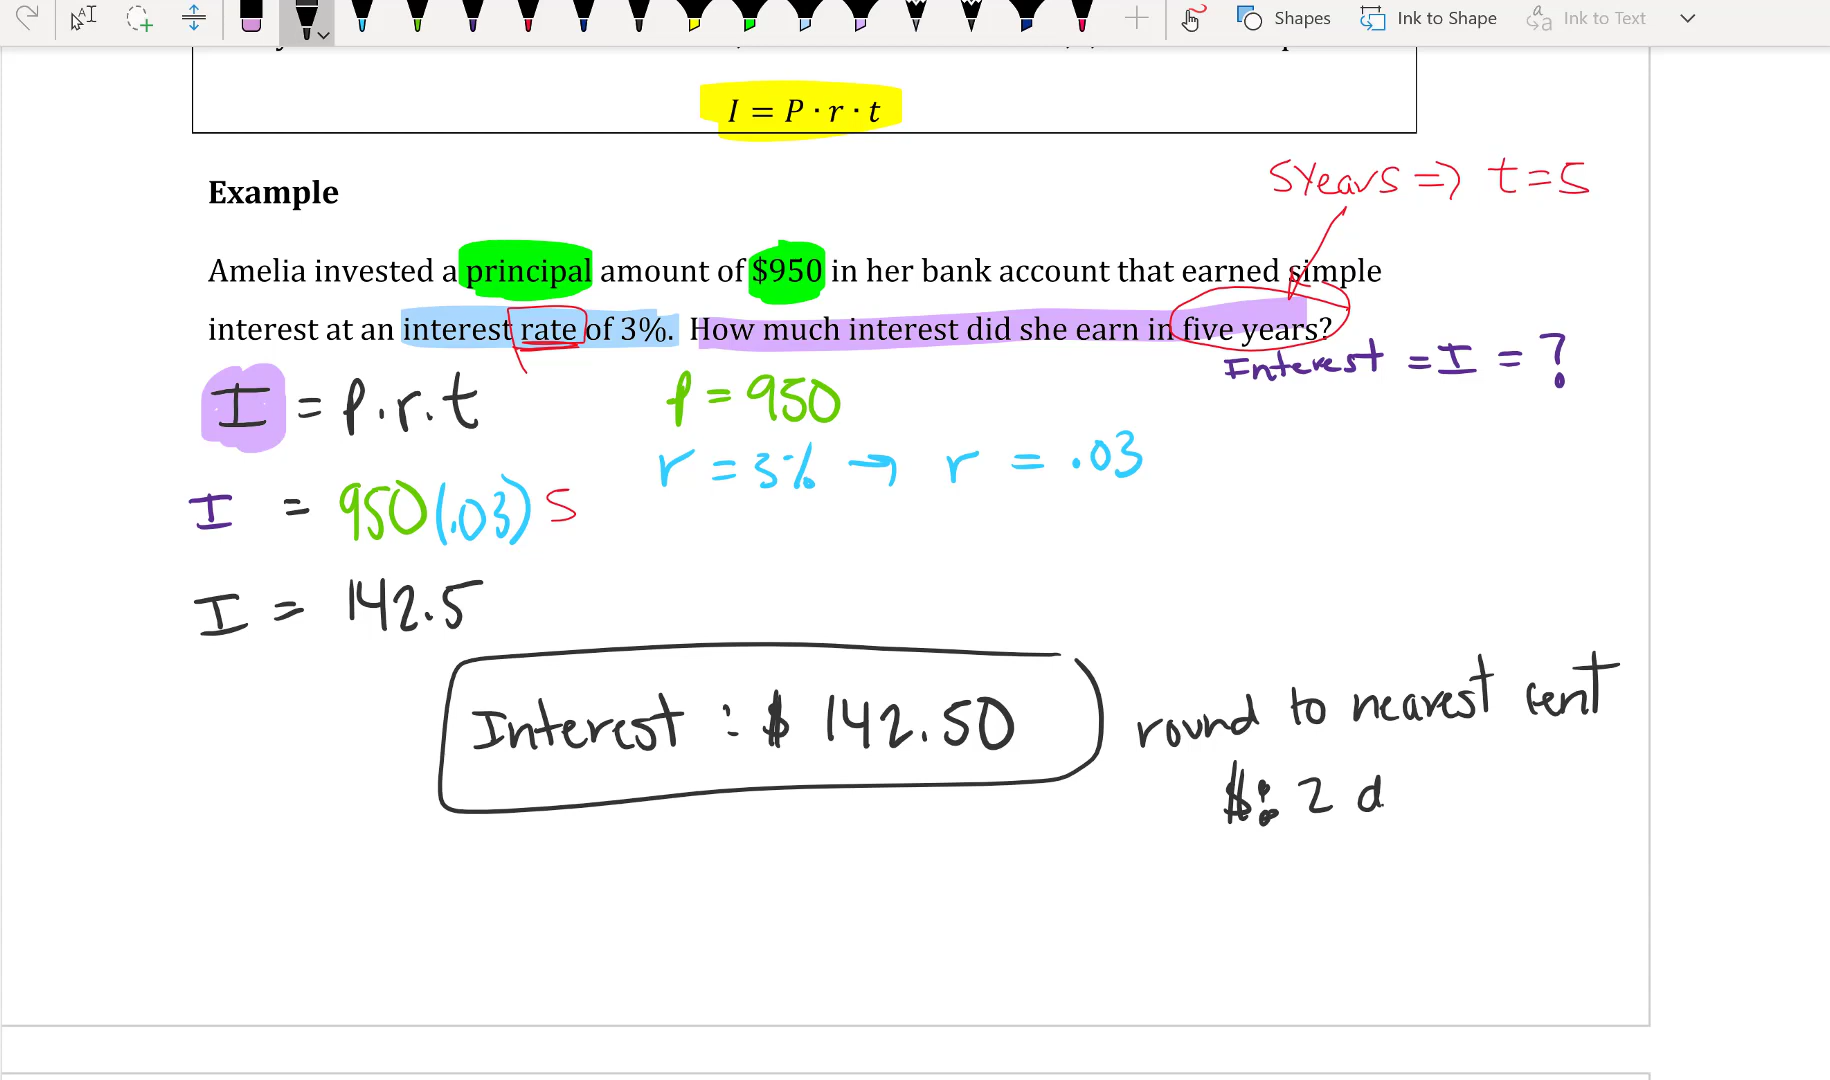 Shapes
Ink to Shape
Ink to Text
I = P · r · t
Example
5 Years => t = 5
Amelia invested a principal amount of $950 in her bank account that earned simple
interest at an interest rate of 3%. How much interest did she earn in five years?
Interest = I = ?
I = P . r . t
P = 950
r = 3% → r = .03
I = 950(.03) 5
I = 142.5
Interest : $ 142.50
round to nearest cent
$: 2 d